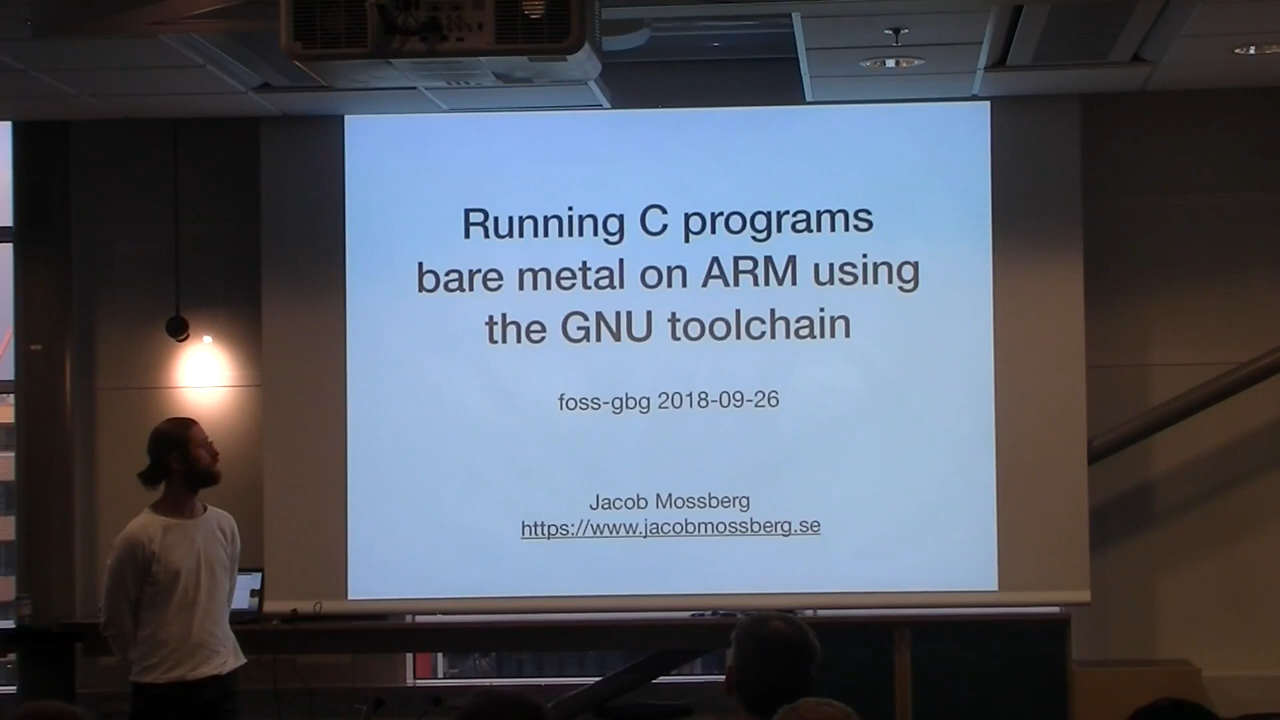 Running C programs
bare metal on ARM using
the GNU toolchain
foss-gbg 2018-09-26
Jacob Mossberg
https://www.jacobmossberg.se